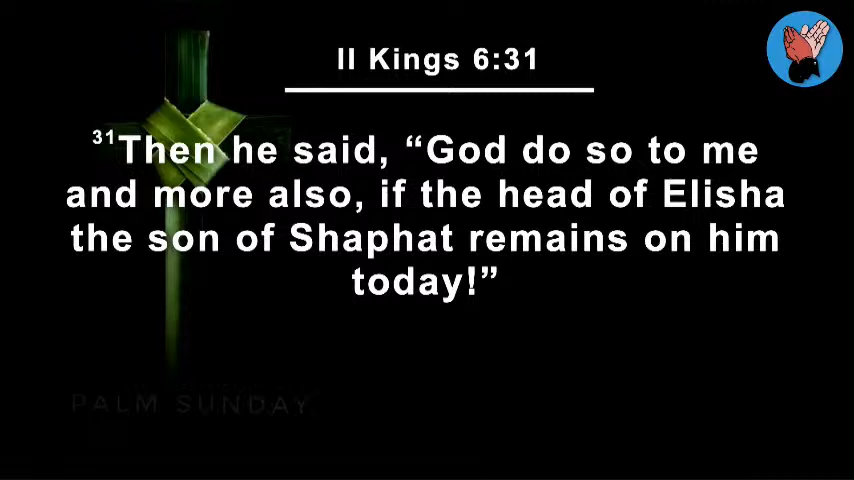 II Kings 6:31
31Then he said, “God do so to me
and more also, if the head of Elisha
the son of Shaphat remains on him
today!”
PALM SUNDAY